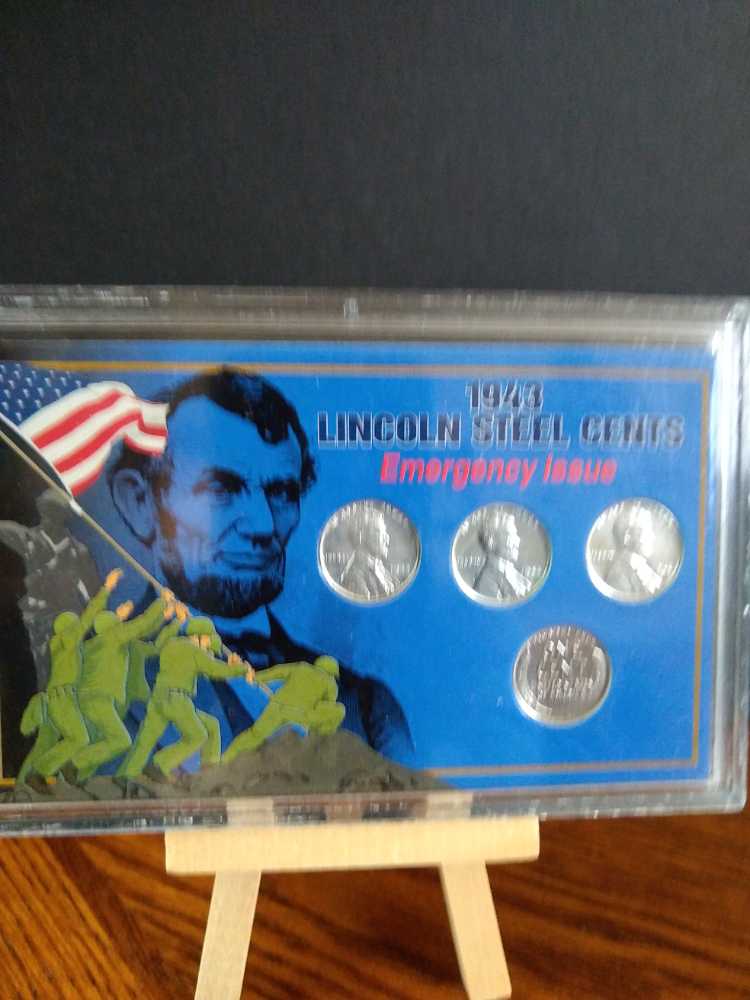 1943
LINCOLN STEEL CENTS
Emergency Issue